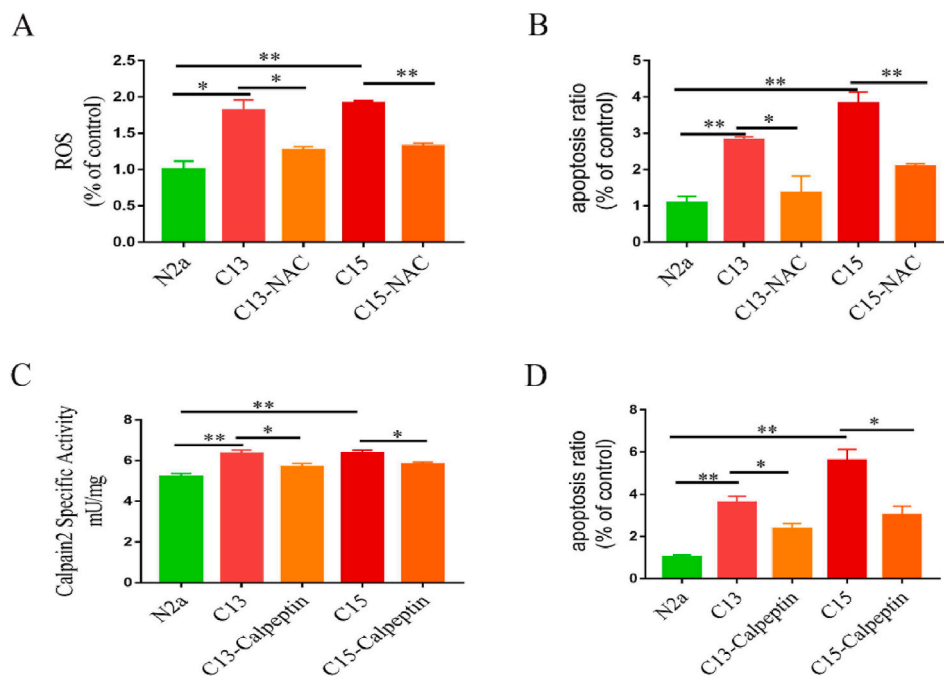 A
ROS
(% of control)
2.5
2.0
1.5
1.0
0.5
0.0
**
*
*
**
N2a
C13
C13-NAC
C15
C15-NAC
B
apoptosis ratio
(% of control)
5
4
3
2
1
0
**
**
**
*
N2a
C13
C13-NAC
C15
C15-NAC
C
Calpain2 Specific Activity
mU/mg
8
6
4
2
0
**
**
*
*
N2a
C13
C13-Calpeptin
C15
C15-Calpeptin
D
apoptosis ratio
(% of control)
8
6
4
2
0
**
*
**
*
N2a
C13
C13-Calpeptin
C15
C15-Calpeptin